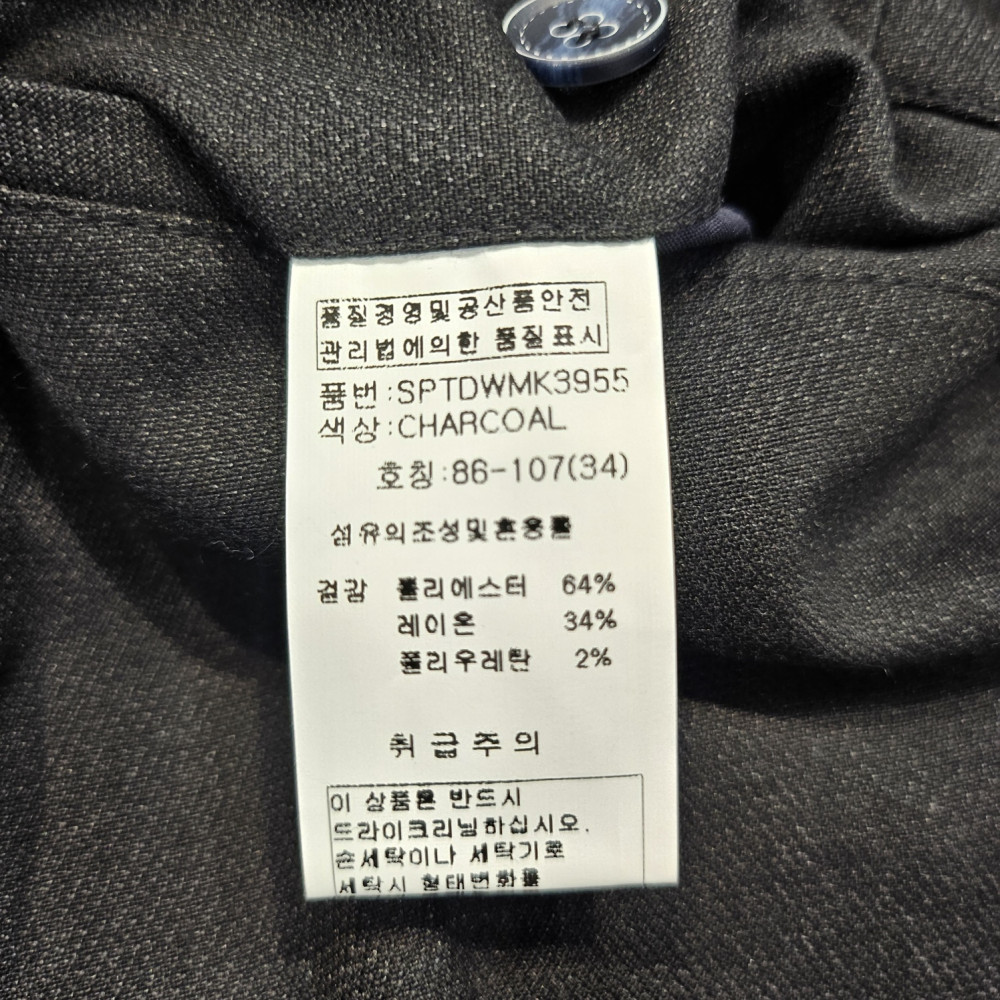 품질경영및공산품안전
관리법에의한 품질표시
품번:SPTDWMK3955
색상:CHARCOAL
호칭:86-107(34)
섬유의조성및혼용률
겉감 폴리에스터 64%
레이온 34%
폴리우레탄 2%
취급주의
이 상품은 반드시
드라이크리닝하십시오.
손세탁이나 세탁기로
세탁시 형태변화를